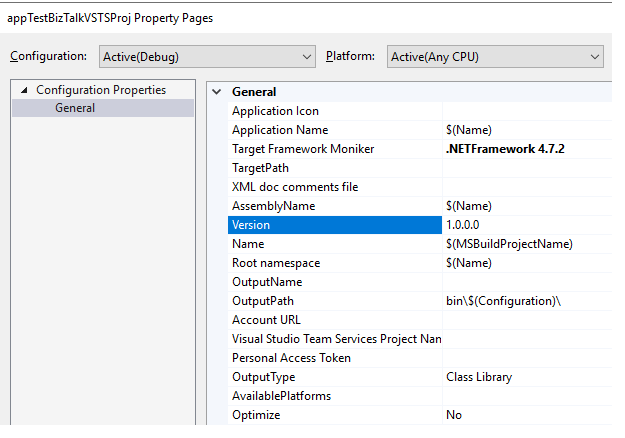 appTestBizTalkVSTSProj Property Pages
Configuration: Active(Debug) Platform: Active(Any CPU)
Configuration Properties
General
General
Application Icon
Application Name $(Name)
Target Framework Moniker .NETFramework 4.7.2
TargetPath
XML doc comments file
AssemblyName $(Name)
Version 1.0.0.0
Name $(MSBuildProjectName)
Root namespace $(Name)
OutputName
OutputPath bin\$(Configuration)\
Account URL
Visual Studio Team Services Project Nan
Personal Access Token
OutputType Class Library
AvailablePlatforms
Optimize No